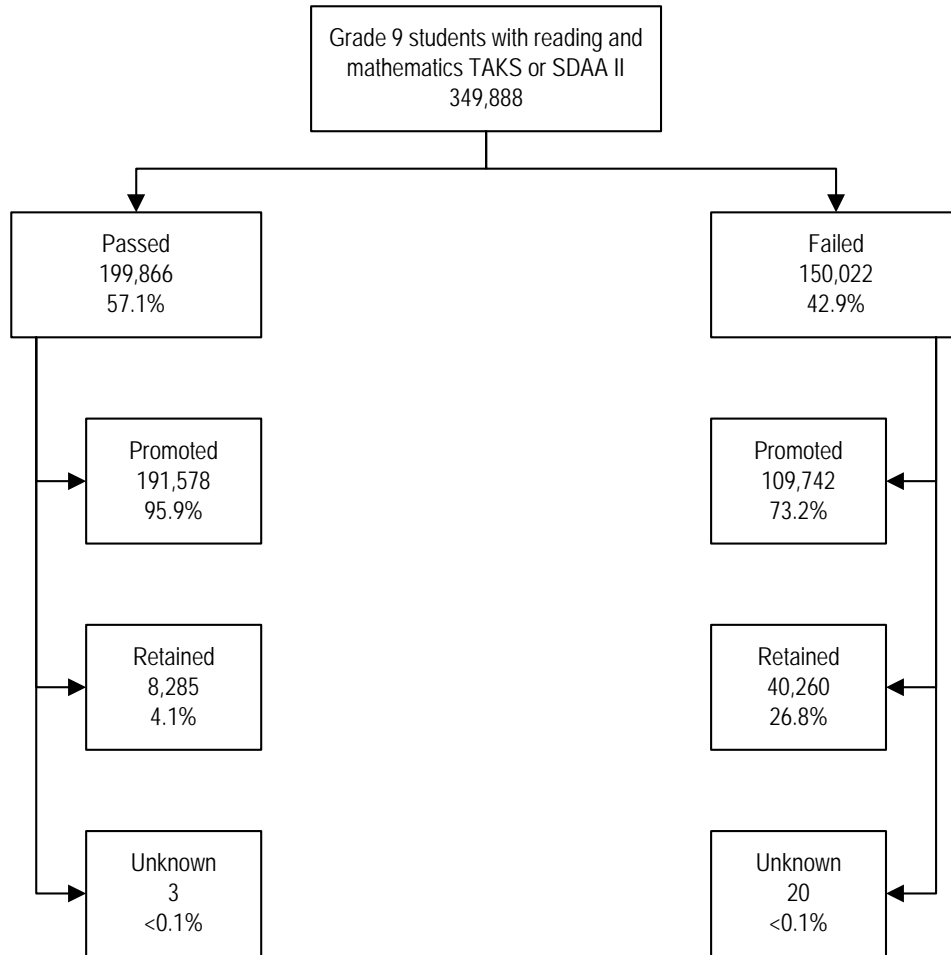 Grade 9 students with reading and
mathematics TAKS or SDAA II
349,888
Passed
199,866
57.1%
Failed
150,022
42.9%
Promoted
191,578
95.9%
Promoted
109,742
73.2%
Retained
8,285
4.1%
Retained
40,260
26.8%
Unknown
3
<0.1%
Unknown
20
<0.1%